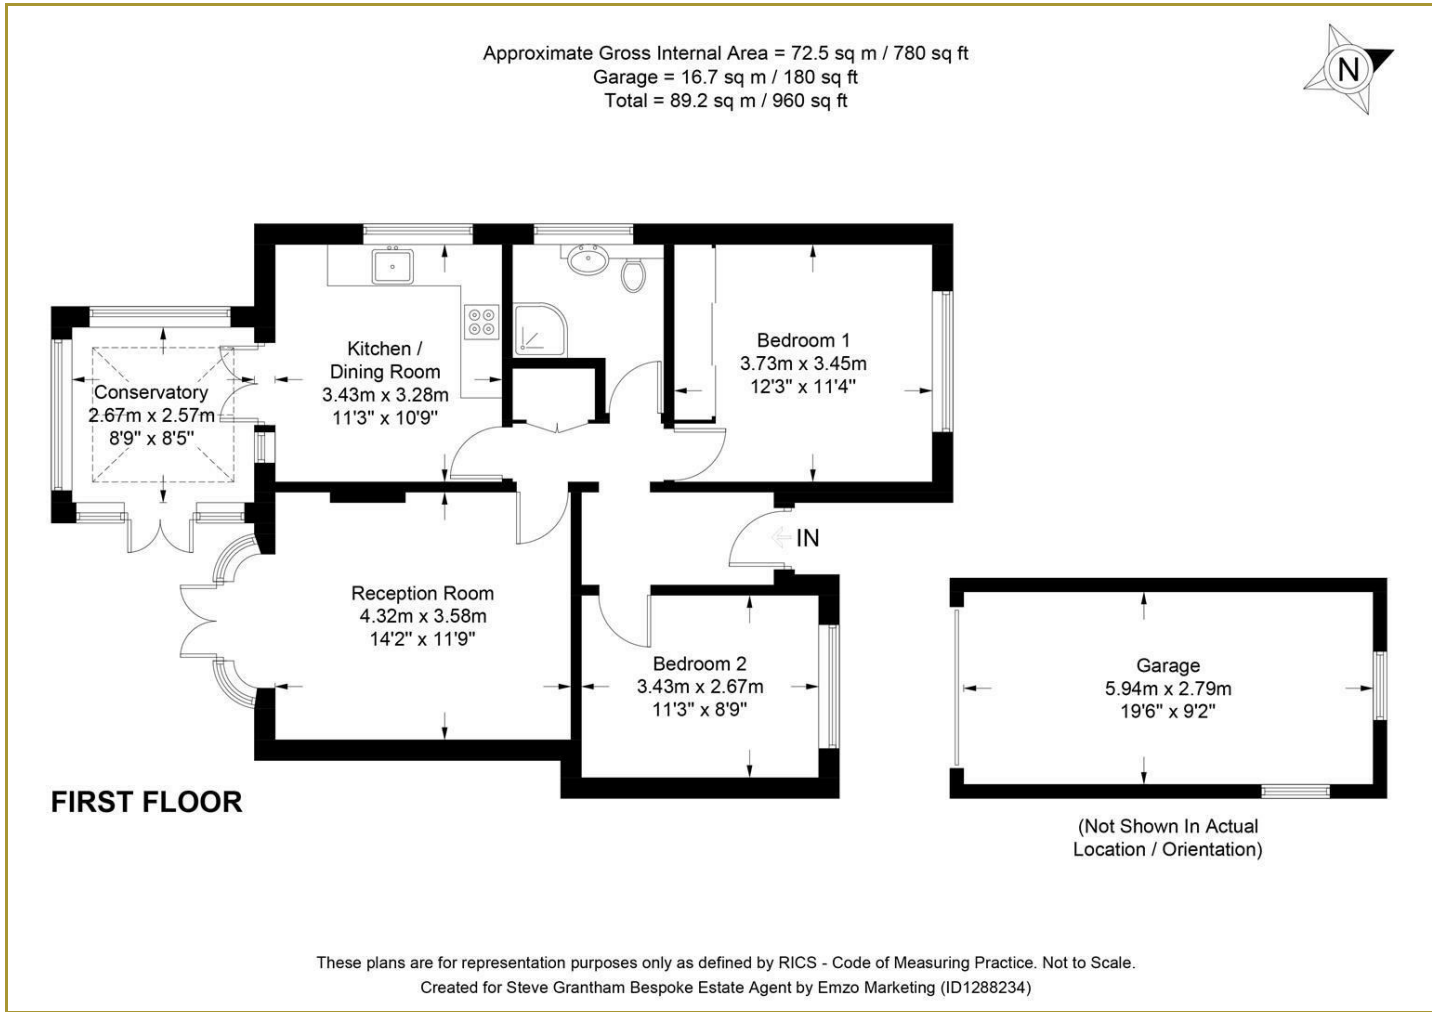 Approximate Gross Internal Area = 72.5 sq m / 780 sq ft
Garage = 16.7 sq m / 180 sq ft
Total = 89.2 sq m / 960 sq ft
N
Kitchen /
Dining Room
3.43m x 3.28m
11'3" x 10'9"
Bedroom 1
3.73m x 3.45m
12'3" x 11'4"
Conservatory
2.67m x 2.57m
8'9" x 8'5"
IN
Reception Room
4.32m x 3.58m
14'2" x 11'9"
Bedroom 2
3.43m x 2.67m
11'3" x 8'9"
Garage
5.94m x 2.79m
19'6" x 9'2"
FIRST FLOOR
(Not Shown In Actual
Location / Orientation)
These plans are for representation purposes only as defined by RICS - Code of Measuring Practice. Not to Scale.
Created for Steve Grantham Bespoke Estate Agent by Emzo Marketing (ID1288234)